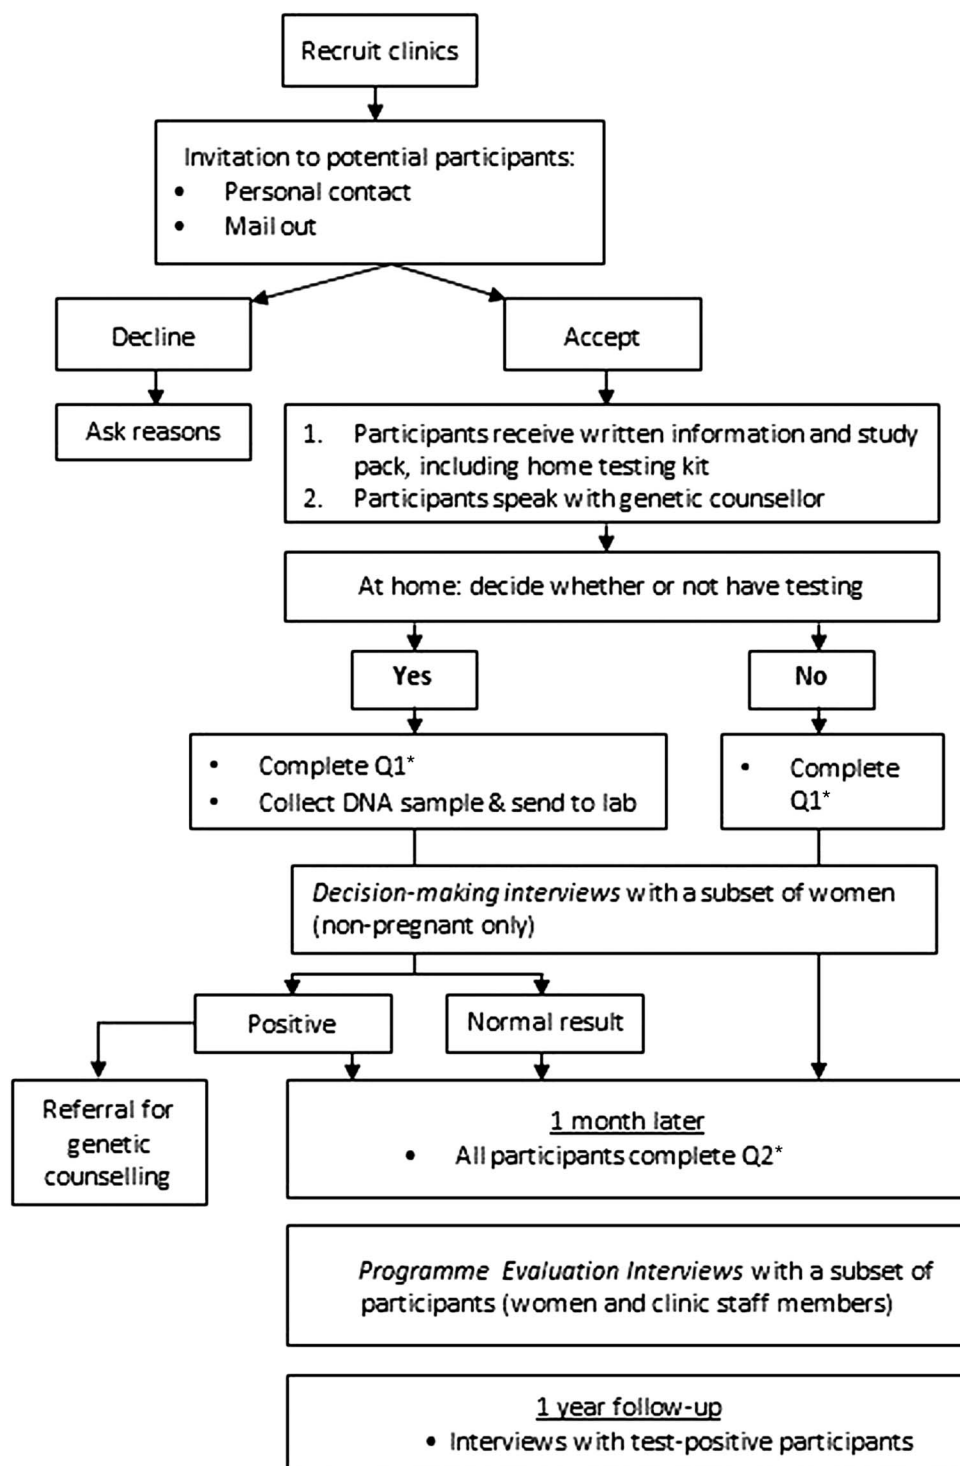 Recruit clinics
Invitation to potential participants:
• Personal contact
• Mail out
Decline
Accept
Ask reasons
1. Participants receive written information and study
pack, including home testing kit
2. Participants speak with genetic counsellor
At home: decide whether or not have testing
Yes
No
• Complete Q1*
• Collect DNA sample & send to lab
• Complete
Q1*
Decision-making interviews with a subset of women
(non-pregnant only)
Positive
Normal result
Referral for
genetic
counselling
1 month later
• All participants complete Q2*
Programme Evaluation Interviews with a subset of
participants (women and clinic staff members)
1 year follow-up
• Interviews with test-positive participants